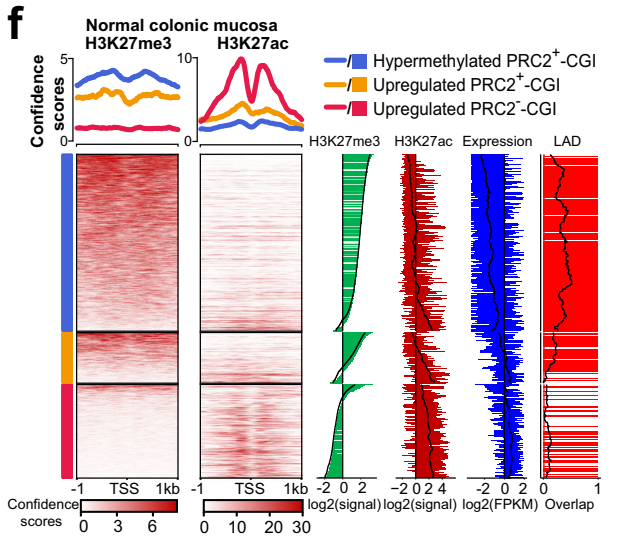 f
Normal colonic mucosa
H3K27me3 H3K27ac
Confidence scores
5
0
10
0
/ Hypermethylated PRC2+-CGI
/ Upregulated PRC2+-CGI
/ Upregulated PRC2--CGI
H3K27me3 H3K27ac Expression LAD
-1 TSS 1kb -1 TSS 1kb −2 0 2 −2 0 2 4 −2 0 2 0 1
Confidence scores 0 3 6 0 10 20 30 log2(signal) log2(signal) log2(FPKM) Overlap